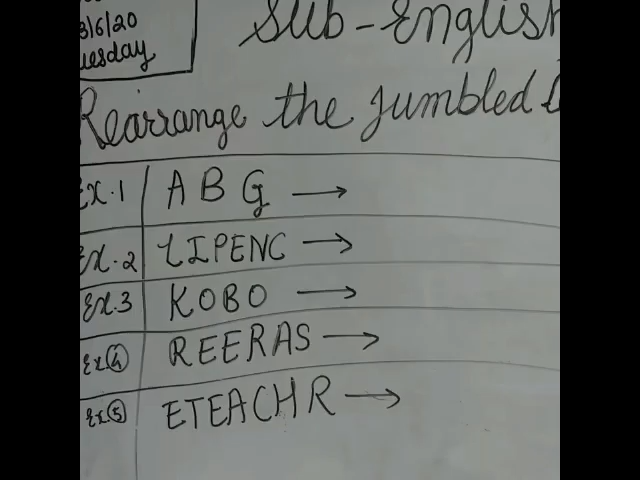 3/6/20
uesday
Sub-English
Rearrange the jumbled
Ex.1 ABG →
Ex.2 LIPENC →
Ex.3 KOBO →
Ex.4 REERAS →
Ex.5 ETEACHR →